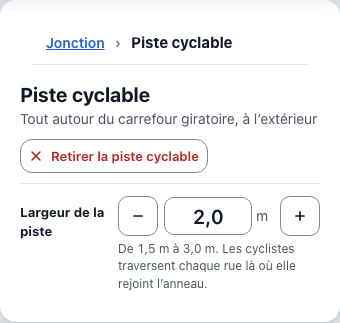 Jonction › Piste cyclable
Piste cyclable
Tout autour du carrefour giratoire, à l’extérieur
✕ Retirer la piste cyclable
Largeur de la
piste
− 2,0 m +
De 1,5 m à 3,0 m. Les cyclistes
traversent chaque rue là où elle
rejoint l’anneau.